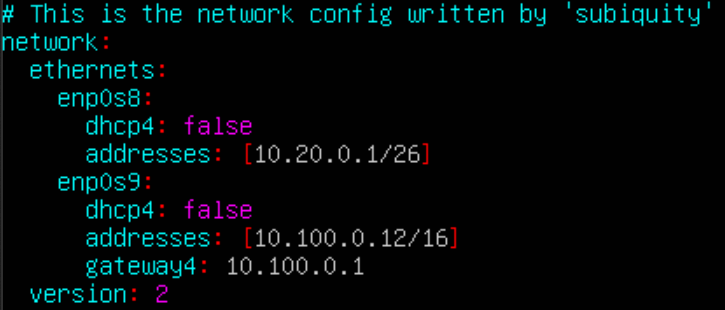 # This is the network config written by 'subiquity'
network:
  ethernets:
    enp0s8:
      dhcp4: false
      addresses: [10.20.0.1/26]
    enp0s9:
      dhcp4: false
      addresses: [10.100.0.12/16]
      gateway4: 10.100.0.1
  version: 2